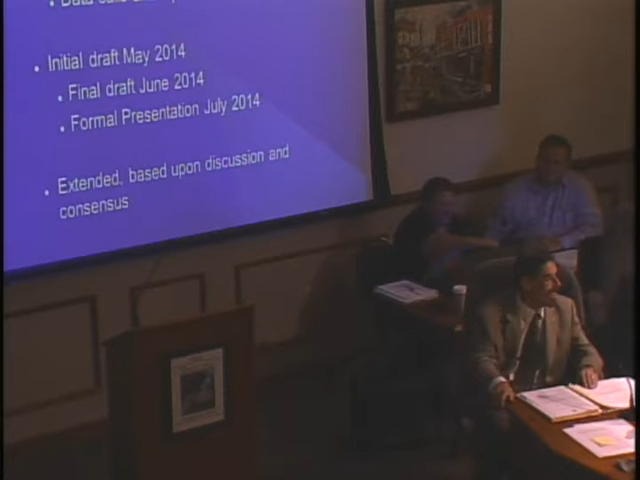 • Initial draft May 2014
• Final draft June 2014
• Formal Presentation July 2014
• Extended, based upon discussion and
consensus